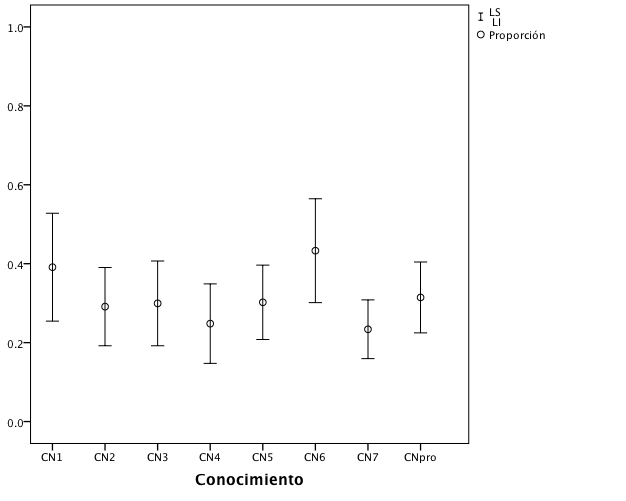 1.0
0.8
0.6
0.4
0.2
0.0
CN1 CN2 CN3 CN4 CN5 CN6 CN7 CNpro
Conocimiento
LS
LI
Proporción